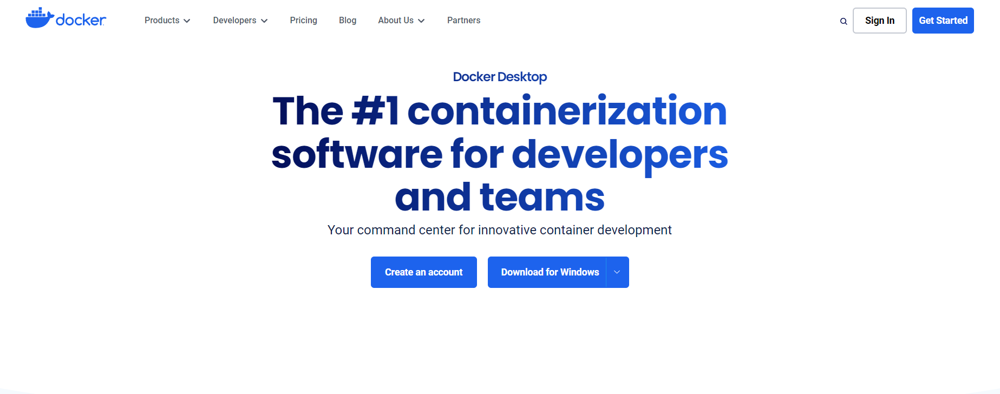 docker
Products
Developers
Pricing
Blog
About Us
Partners
Sign In
Get Started
Docker Desktop
The #1 containerization
software for developers
and teams
Your command center for innovative container development
Create an account
Download for Windows